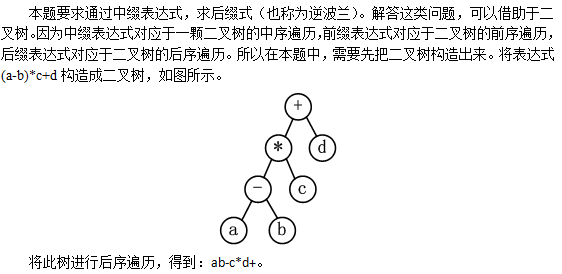 本题要求通过中缀表达式，求后缀式（也称为逆波兰）。解答这类问题，可以借助于二
叉树。因为中缀表达式对应于一颗二叉树的中序遍历，前缀表达式对应于二叉树的前序遍历，
后缀表达式对应于二叉树的后序遍历。所以在本题中，需要先把二叉树构造出来。将表达式
(a-b)*c+d 构造成二叉树，如图所示。
+
* d
- c
a b
将此树进行后序遍历，得到：ab-c*d+。